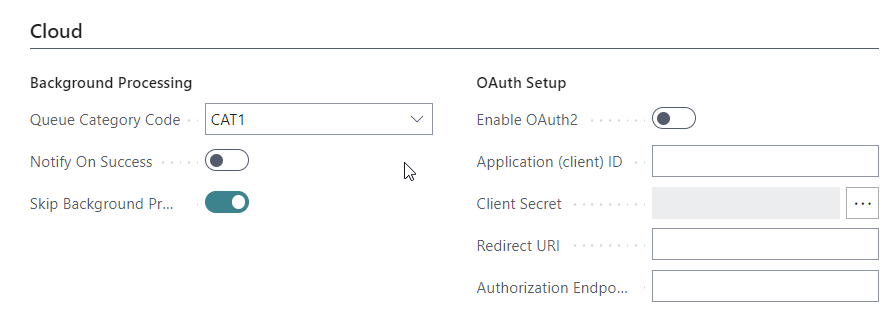 Cloud
Background Processing
Queue Category Code
CAT1
Notify On Success
Skip Background Pr...
OAuth Setup
Enable OAuth2
Application (client) ID
Client Secret
...
Redirect URI
Authorization Endpo...